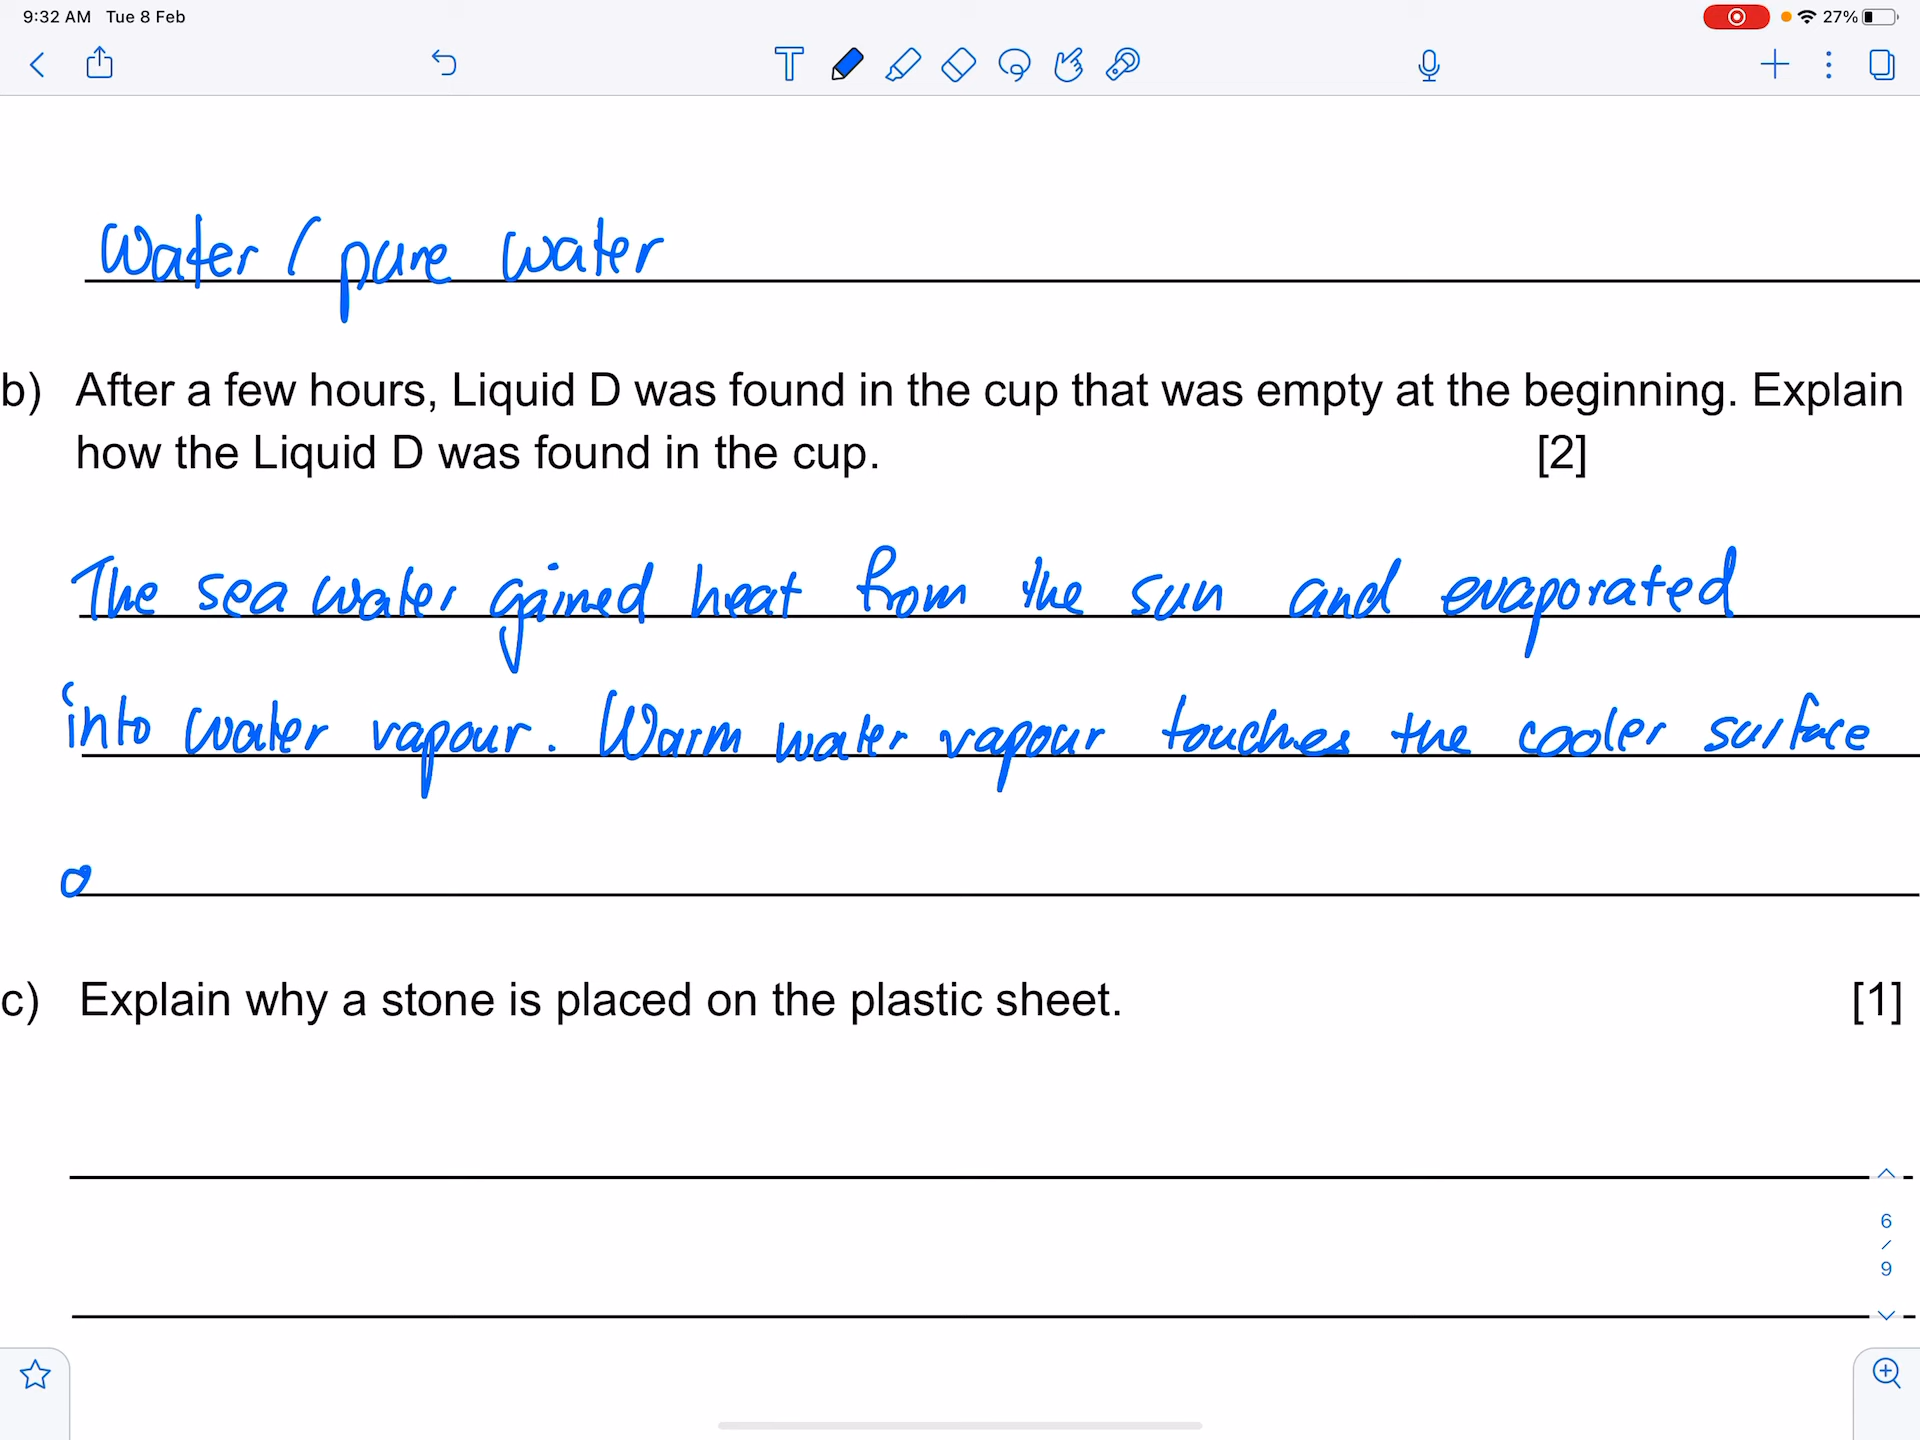 9:32 AM Tue 8 Feb
27%
Water / pure water
b) After a few hours, Liquid D was found in the cup that was empty at the beginning. Explain
how the Liquid D was found in the cup. [2]
The sea water gained heat from the sun and evaporated
into water vapour. Warm water vapour touches the cooler surface
o
c) Explain why a stone is placed on the plastic sheet. [1]
6
/
9